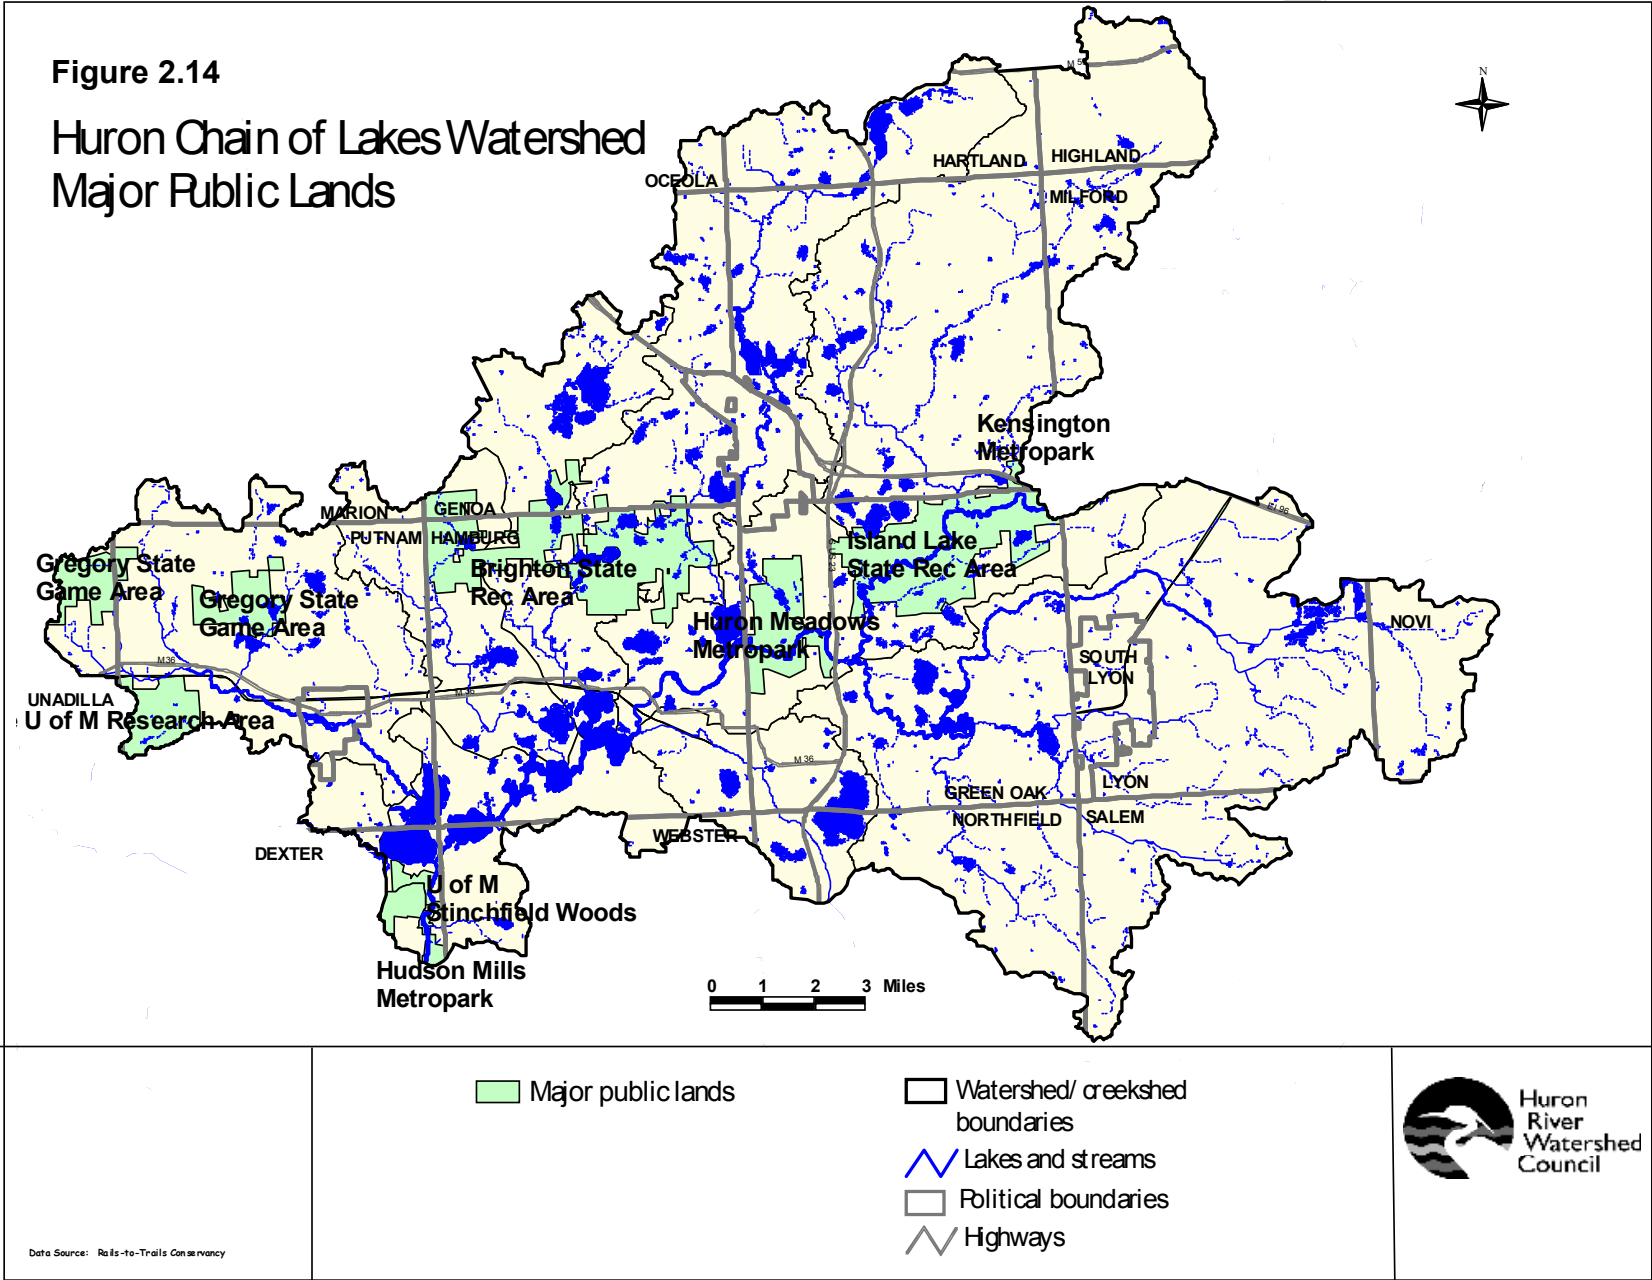 Figure 2.14
Huron Chain of Lakes Watershed
Major Public Lands
N
M 5
HARTLAND
HIGHLAND
OCEOLA
MILFORD
Kensington
Metropark
MARION
GENOA
PUTNAM
HAMBURG
Gregory State
Game Area
Gregory State
Game Area
Brighton State
Rec Area
Island Lake
State Rec Area
Huron Meadows
Metropark
NOVI
SOUTH
LYON
M36
M 36
M 36
UNADILLA
U of M Research Area
LYON
GREEN OAK
NORTHFIELD
SALEM
WEBSTER
DEXTER
U of M
Stinchfield Woods
Hudson Mills
Metropark
0 1 2 3 Miles
Major public lands
Watershed/ creekshed
boundaries
Lakes and streams
Political boundaries
Highways
Huron
River
Watershed
Council
Data Source: Rails-to-Trails Conservancy